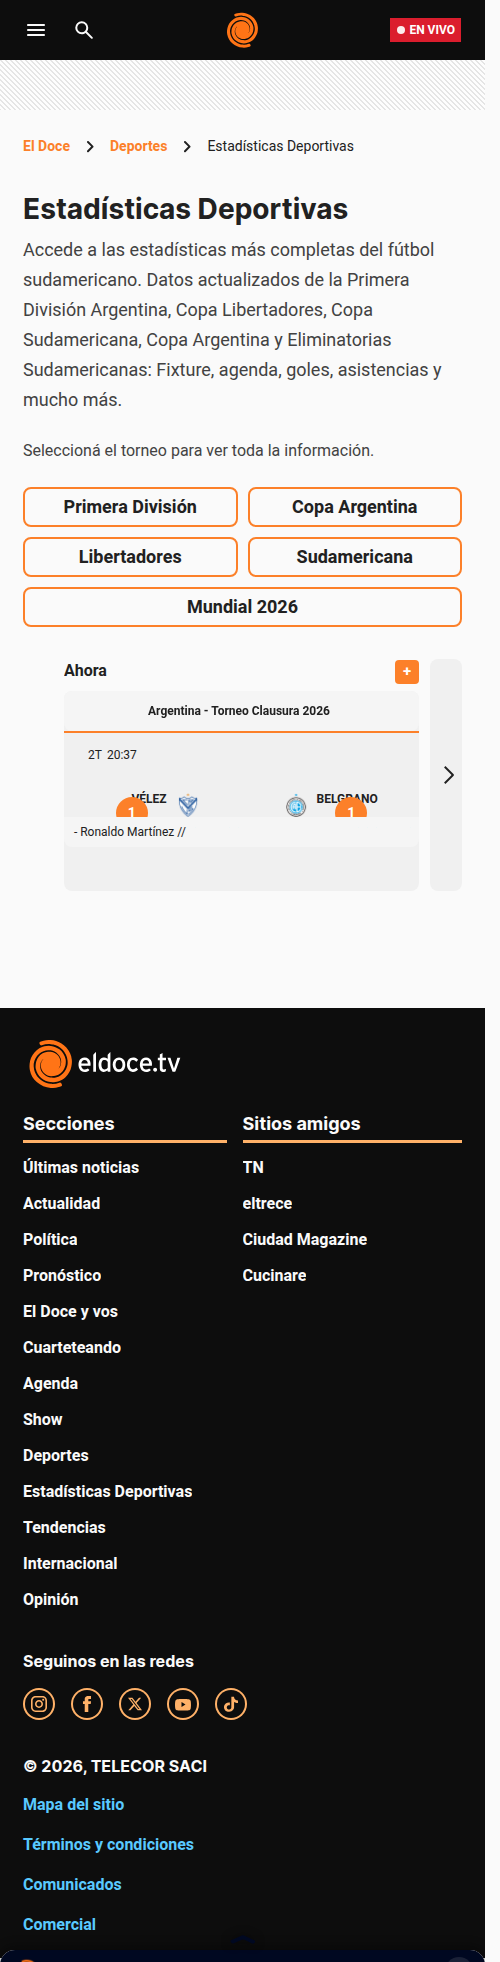 EN VIVO
El Doce > Deportes > Estadísticas Deportivas
Estadísticas Deportivas
Accede a las estadísticas más completas del fútbol
sudamericano. Datos actualizados de la Primera
División Argentina, Copa Libertadores, Copa
Sudamericana, Copa Argentina y Eliminatorias
Sudamericanas: Fixture, agenda, goles, asistencias y
mucho más.
Seleccioná el torneo para ver toda la información.
Primera División
Copa Argentina
Libertadores
Sudamericana
Mundial 2026
Ahora
+
Argentina - Torneo Clausura 2026
2T 20:37
VÉLEZ
BELGRANO
1
1
- Ronaldo Martínez //
eldoce.tv
Secciones
Últimas noticias
Actualidad
Política
Pronóstico
El Doce y vos
Cuarteteando
Agenda
Show
Deportes
Estadísticas Deportivas
Tendencias
Internacional
Opinión
Sitios amigos
TN
eltrece
Ciudad Magazine
Cucinare
Seguinos en las redes
© 2026, TELECOR SACI
Mapa del sitio
Términos y condiciones
Comunicados
Comercial